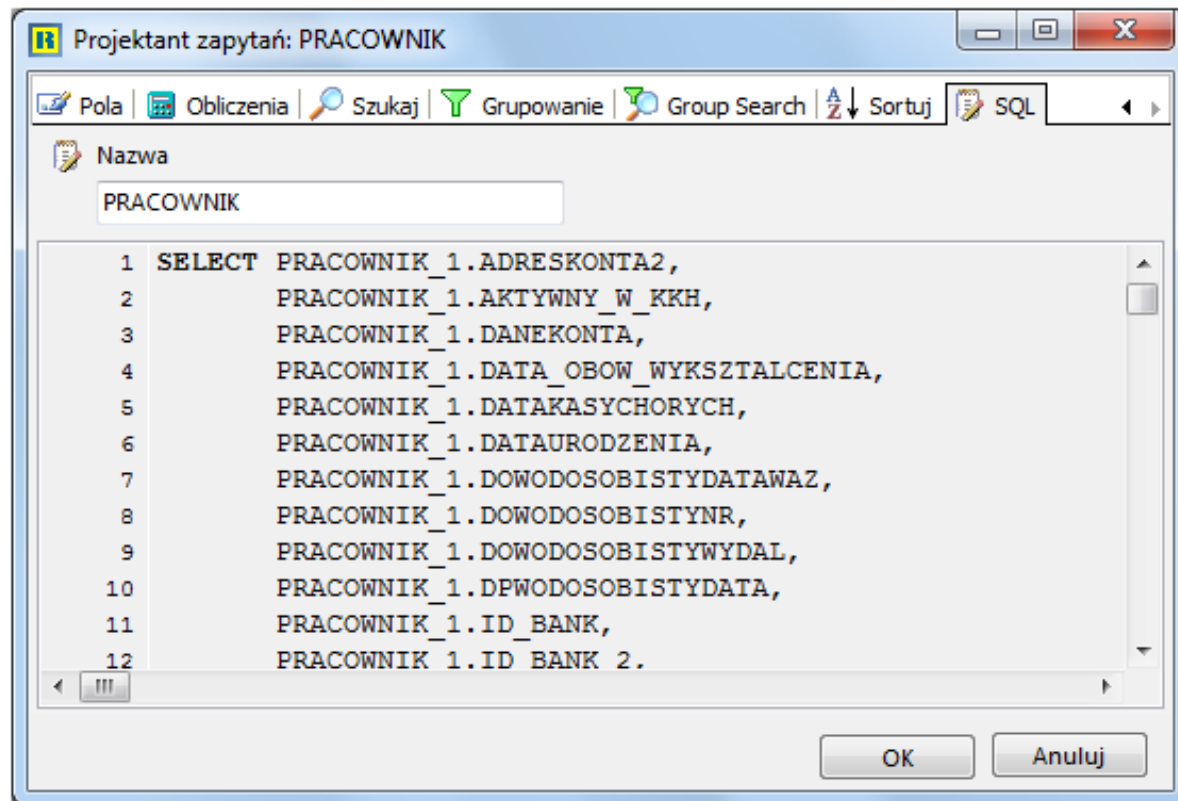 Projektant zapytań: PRACOWNIK
Pola Obliczenia Szukaj Grupowanie Group Search Sortuj SQL
Nazwa
PRACOWNIK
1 SELECT PRACOWNIK_1.ADRESKONTA2,
2 PRACOWNIK_1.AKTYWNY_W_KKH,
3 PRACOWNIK_1.DANEKONTA,
4 PRACOWNIK_1.DATA_OBOW_WYKSZTALCENIA,
5 PRACOWNIK_1.DATAKASYCHORYCH,
6 PRACOWNIK_1.DATAURODZENIA,
7 PRACOWNIK_1.DOWODOSOBISTYDATAWAZ,
8 PRACOWNIK_1.DOWODOSOBISTYNR,
9 PRACOWNIK_1.DOWODOSOBISTYWYDAL,
10 PRACOWNIK_1.DPWODOSOBISTYDATA,
11 PRACOWNIK_1.ID_BANK,
12 PRACOWNIK_1.ID_BANK_2,
OK Anuluj